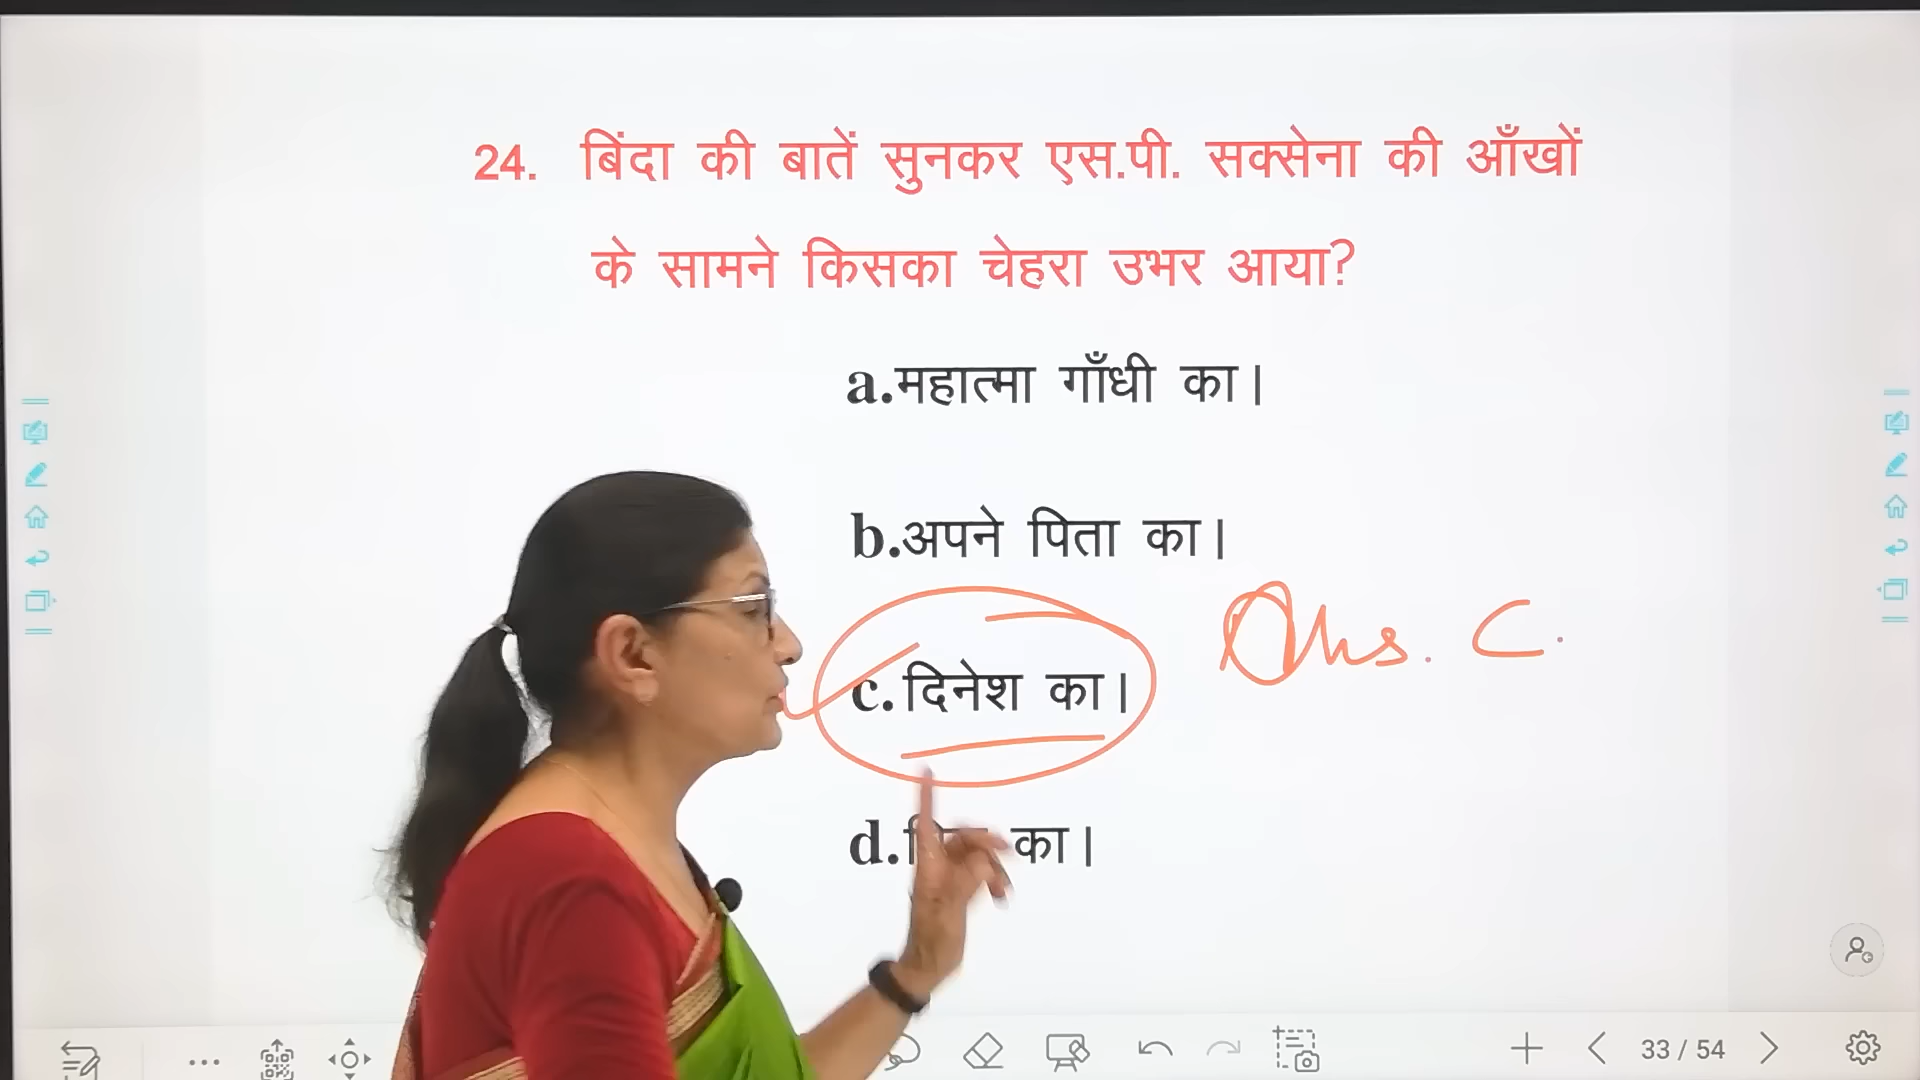 24. बिंदा की बातें सुनकर एस.पी. सक्सेना की आँखों
के सामने किसका चेहरा उभर आया?
a.महात्मा गाँधी का।
b.अपने पिता का।
c.दिनेश का।
Ans. C.
d. का।
33 / 54